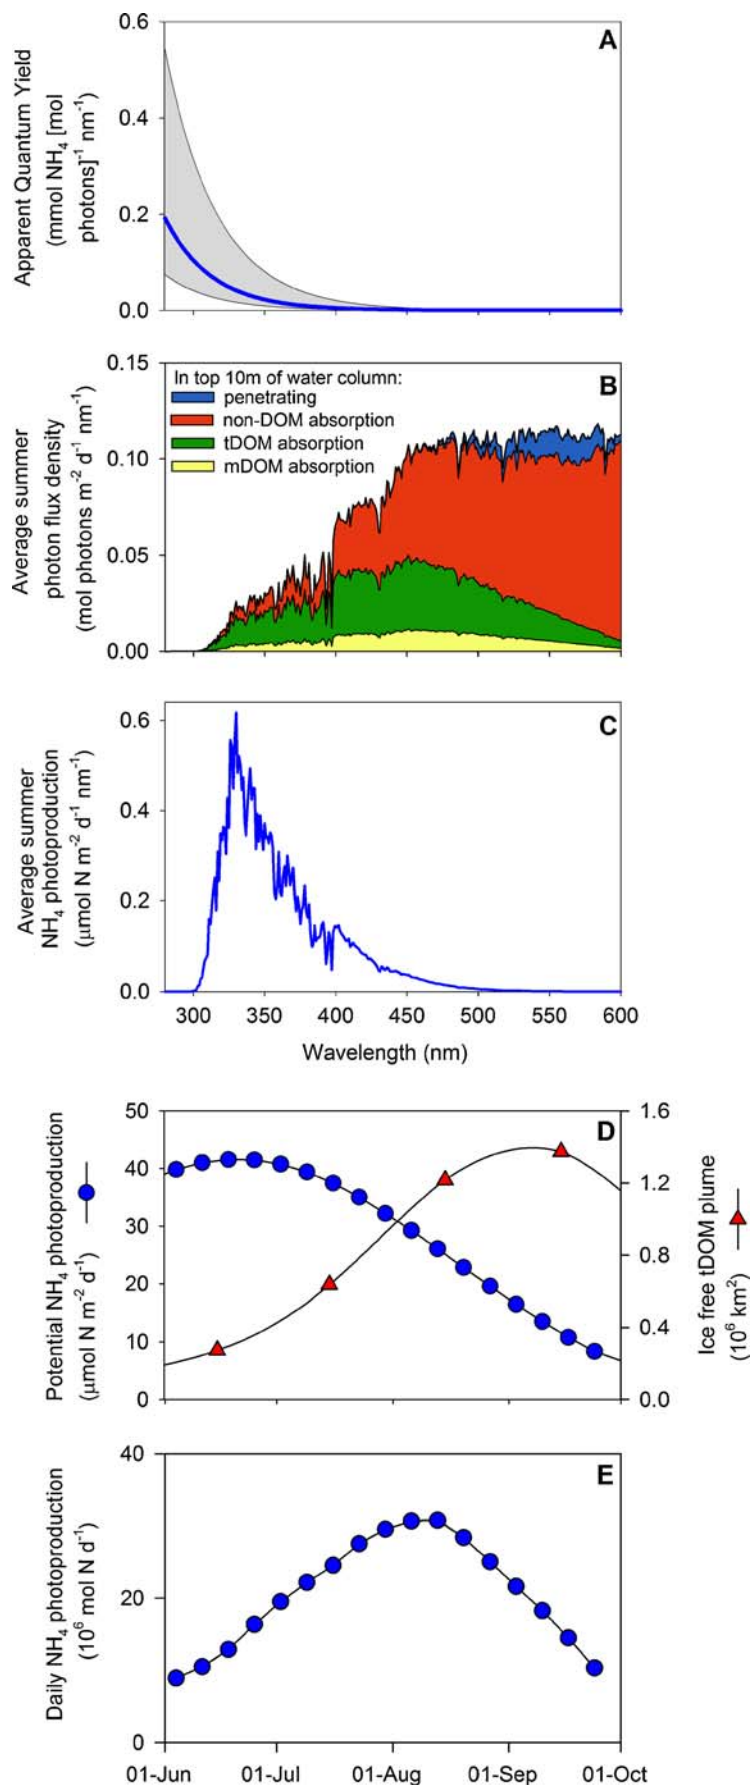 A
Apparent Quantum Yield
(mmol NH4 [mol
photons]-1 nm-1)
0.6
0.4
0.2
0.0
B
In top 10m of water column:
penetrating
non-DOM absorption
tDOM absorption
mDOM absorption
Average summer
photon flux density
(mol photons m-2 d-1 nm-1)
0.15
0.10
0.05
0.00
C
Average summer
NH4 photoproduction
(μmol N m-2 d-1 nm-1)
0.6
0.4
0.2
0.0
300 350 400 450 500 550 600
Wavelength (nm)
D
Potential NH4 photoproduction
(μmol N m-2 d-1)
50
40
30
20
10
0
1.6
1.2
0.8
0.4
0.0
Ice free tDOM plume
(10^6 km2)
E
Daily NH4 photoproduction
(10^6 mol N d-1)
40
20
0
01-Jun 01-Jul 01-Aug 01-Sep 01-Oct